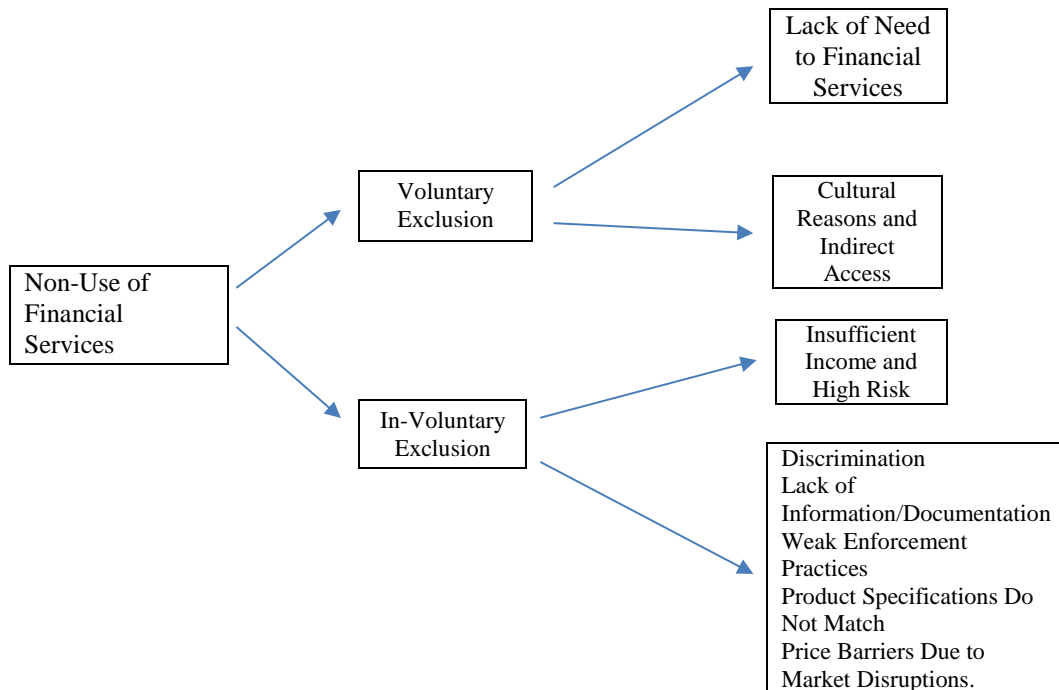 Lack of Need
to Financial
Services
Voluntary
Exclusion
Cultural
Reasons and
Indirect
Access
Non-Use of
Financial
Services
Insufficient
Income and
High Risk
In-Voluntary
Exclusion
Discrimination
Lack of
Information/Documentation
Weak Enforcement
Practices
Product Specifications Do
Not Match
Price Barriers Due to
Market Disruptions.